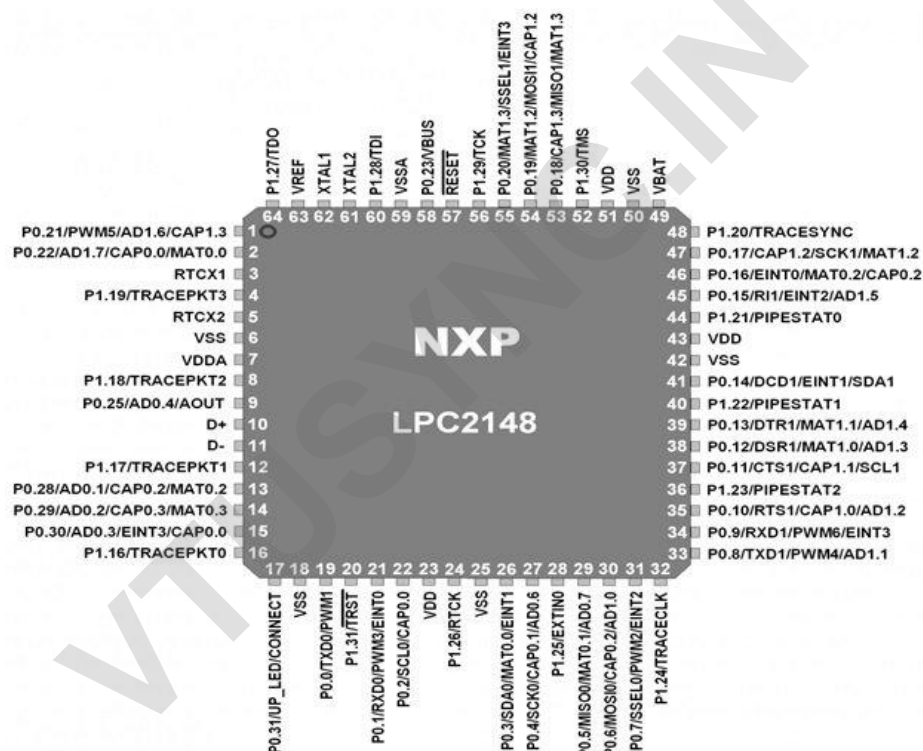 P1.27/TDO
VREF
XTAL1
XTAL2
P1.28/TDI
VSSA
P0.23/VBUS
RESET
P1.29/TCK
P0.20/MAT1.3/SSEL1/EINT3
P0.19/MAT1.2/MOSI1/CAP1.2
P0.18/CAP1.3/MISO1/MAT1.3
P1.30/TMS
VDD
VSS
VBAT
64 63 62 61 60 59 58 57 56 55 54 53 52 51 50 49
P0.21/PWM5/AD1.6/CAP1.3 1
P0.22/AD1.7/CAP0.0/MAT0.0 2
RTCX1 3
P1.19/TRACEPKT3 4
RTCX2 5
VSS 6
VDDA 7
P1.18/TRACEPKT2 8
P0.25/AD0.4/AOUT 9
D+ 10
D- 11
P1.17/TRACEPKT1 12
P0.28/AD0.1/CAP0.2/MAT0.2 13
P0.29/AD0.2/CAP0.3/MAT0.3 14
P0.30/AD0.3/EINT3/CAP0.0 15
P1.16/TRACEPKT0 16
NXP
LPC2148
48 P1.20/TRACESYNC
47 P0.17/CAP1.2/SCK1/MAT1.2
46 P0.16/EINT0/MAT0.2/CAP0.2
45 P0.15/RI1/EINT2/AD1.5
44 P1.21/PIPESTAT0
43 VDD
42 VSS
41 P0.14/DCD1/EINT1/SDA1
40 P1.22/PIPESTAT1
39 P0.13/DTR1/MAT1.1/AD1.4
38 P0.12/DSR1/MAT1.0/AD1.3
37 P0.11/CTS1/CAP1.1/SCL1
36 P1.23/PIPESTAT2
35 P0.10/RTS1/CAP1.0/AD1.2
34 P0.9/RXD1/PWM6/EINT3
33 P0.8/TXD1/PWM4/AD1.1
17 18 19 20 21 22 23 24 25 26 27 28 29 30 31 32
P0.31/UP_LED/CONNECT
VSS
P0.0/TXD0/PWM1
P1.31/TRST
P0.1/RXD0/PWM3/EINT0
P0.2/SCL0/CAP0.0
VDD
P1.26/RTCK
VSS
P0.3/SDA0/MAT0.0/EINT1
P0.4/SCK0/CAP0.1/AD0.6
P1.25/EXTIN0
P0.5/MISO0/MAT0.1/AD0.7
P0.6/MOSI0/CAP0.2/AD1.0
P0.7/SSEL0/PWM2/EINT2
P1.24/TRACECLK
VTUSYNC.IN